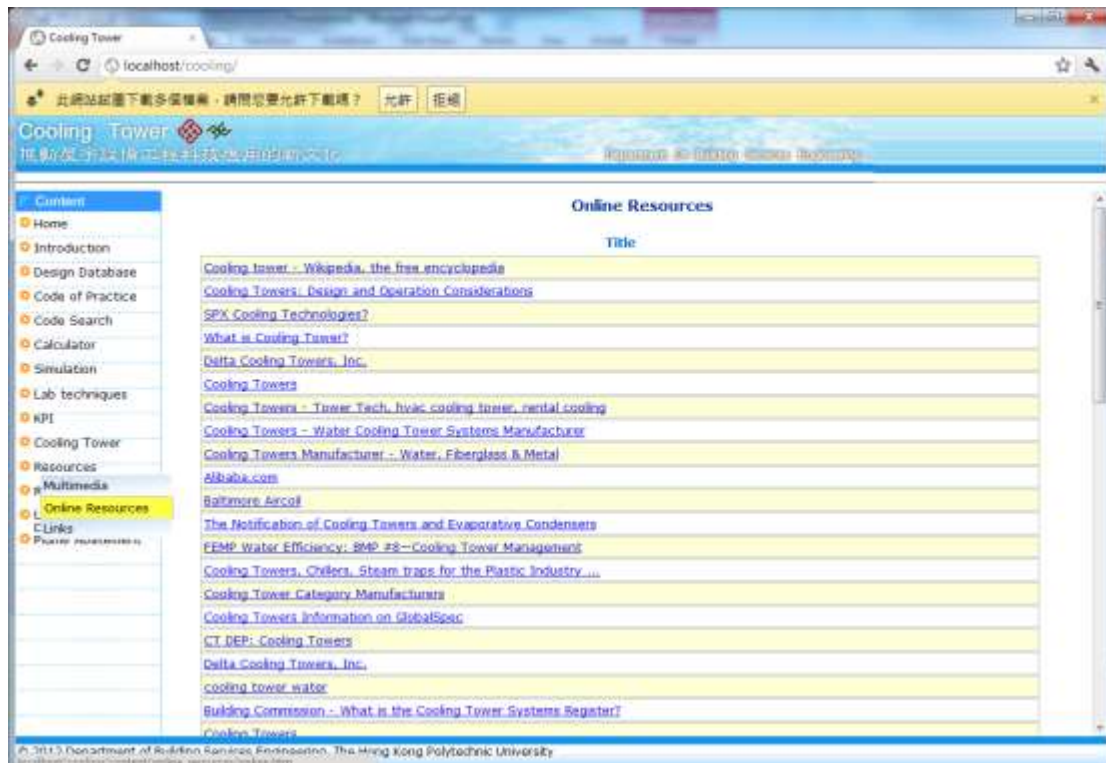 Cooling Tower
localhost/cooling/
此網站試圖下載多個檔案，請問您要允許下載嗎？ 允許 拒絕
Cooling Tower
Department of Building Services Engineering
Content
Home
Introduction
Design Database
Code of Practice
Code Search
Calculator
Simulation
Lab techniques
KPI
Cooling Tower
Resources
Multimedia
Online Resources
Links
Online Resources
Title
Cooling tower - Wikipedia, the free encyclopedia
Cooling Towers: Design and Operation Considerations
SPX Cooling Technologies?
What is Cooling Tower?
Delta Cooling Towers, Inc.
Cooling Towers
Cooling Towers - Tower Tech, hvac cooling tower, rental cooling
Cooling Towers - Water Cooling Tower Systems Manufacturer
Cooling Towers Manufacturer - Water, Fiberglass & Metal
Alibaba.com
Baltimore Aircoil
The Notification of Cooling Towers and Evaporative Condensers
FEMP Water Efficiency: BMP #8—Cooling Tower Management
Cooling Towers, Chillers, Steam traps for the Plastic Industry ...
Cooling Tower Category Manufacturers
Cooling Towers Information on GlobalSpec
CT DEP: Cooling Towers
Delta Cooling Towers, Inc.
cooling tower water
Building Commission - What is the Cooling Tower Systems Register?
Cooling Towers
© 2012 Department of Building Services Engineering, The Hong Kong Polytechnic University